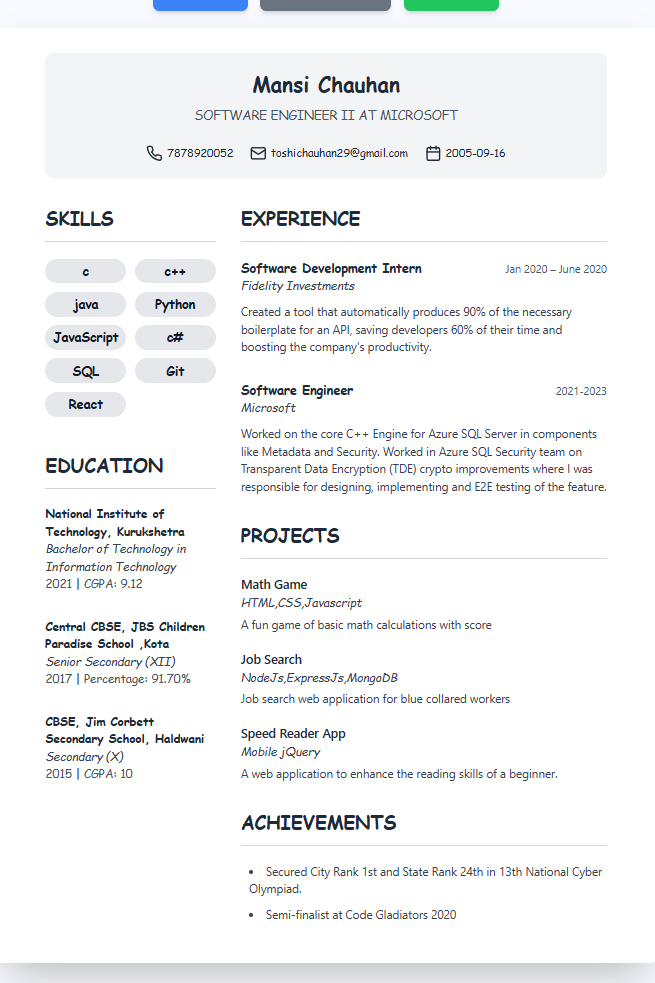 Mansi Chauhan
SOFTWARE ENGINEER II AT MICROSOFT
7878920052 toshichauhan29@gmail.com 2005-09-16
SKILLS
c c++
java Python
JavaScript c#
SQL Git
React
EDUCATION
National Institute of
Technology, Kurukshetra
Bachelor of Technology in
Information Technology
2021 | CGPA: 9.12
Central CBSE, JBS Children
Paradise School ,Kota
Senior Secondary (XII)
2017 | Percentage: 91.70%
CBSE, Jim Corbett
Secondary School, Haldwani
Secondary (X)
2015 | CGPA: 10
EXPERIENCE
Software Development Intern Jan 2020 – June 2020
Fidelity Investments
Created a tool that automatically produces 90% of the necessary
boilerplate for an API, saving developers 60% of their time and
boosting the company's productivity.
Software Engineer 2021-2023
Microsoft
Worked on the core C++ Engine for Azure SQL Server in components
like Metadata and Security. Worked in Azure SQL Security team on
Transparent Data Encryption (TDE) crypto improvements where I was
responsible for designing, implementing and E2E testing of the feature.
PROJECTS
Math Game
HTML,CSS,Javascript
A fun game of basic math calculations with score
Job Search
NodeJs,ExpressJs,MongoDB
Job search web application for blue collared workers
Speed Reader App
Mobile jQuery
A web application to enhance the reading skills of a beginner.
ACHIEVEMENTS
• Secured City Rank 1st and State Rank 24th in 13th National Cyber
Olympiad.
• Semi-finalist at Code Gladiators 2020